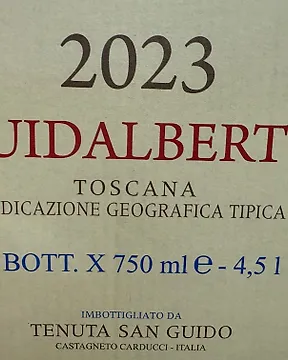 2023
UIDALBERT
TOSCANA
DICAZIONE GEOGRAFICA TIPICA
BOTT. X 750 ml e - 4,5 l
IMBOTTIGLIATO DA
TENUTA SAN GUIDO
CASTAGNETO CARDUCCI - ITALIA